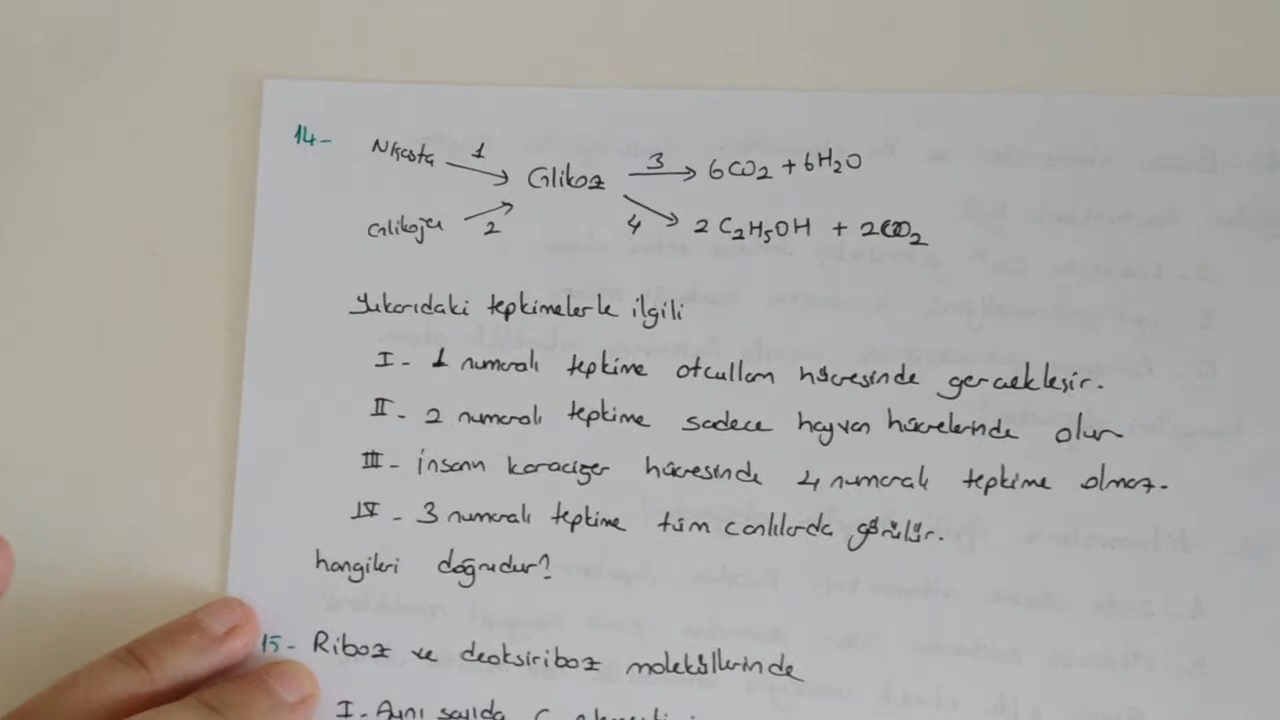 14-
Nişasta 1 Glikoz 3 6CO2 + 6H2O
Glikojen 2 4 2 C2H5OH + 2CO2
Yukarıdaki tepkimelerle ilgili
I- 1 numaralı tepkime otçulların hücresinde gerçekleşir.
II- 2 numaralı tepkime sadece hayvan hücrelerinde olur
III- insanın karaciğer hücresinde 4 numaralı tepkime olmaz.
IV- 3 numaralı tepkime tüm canlılarda görülür.
hangileri doğrudur?
15- Riboz ve deoksiriboz moleküllerinde
I- Aynı sayıda C